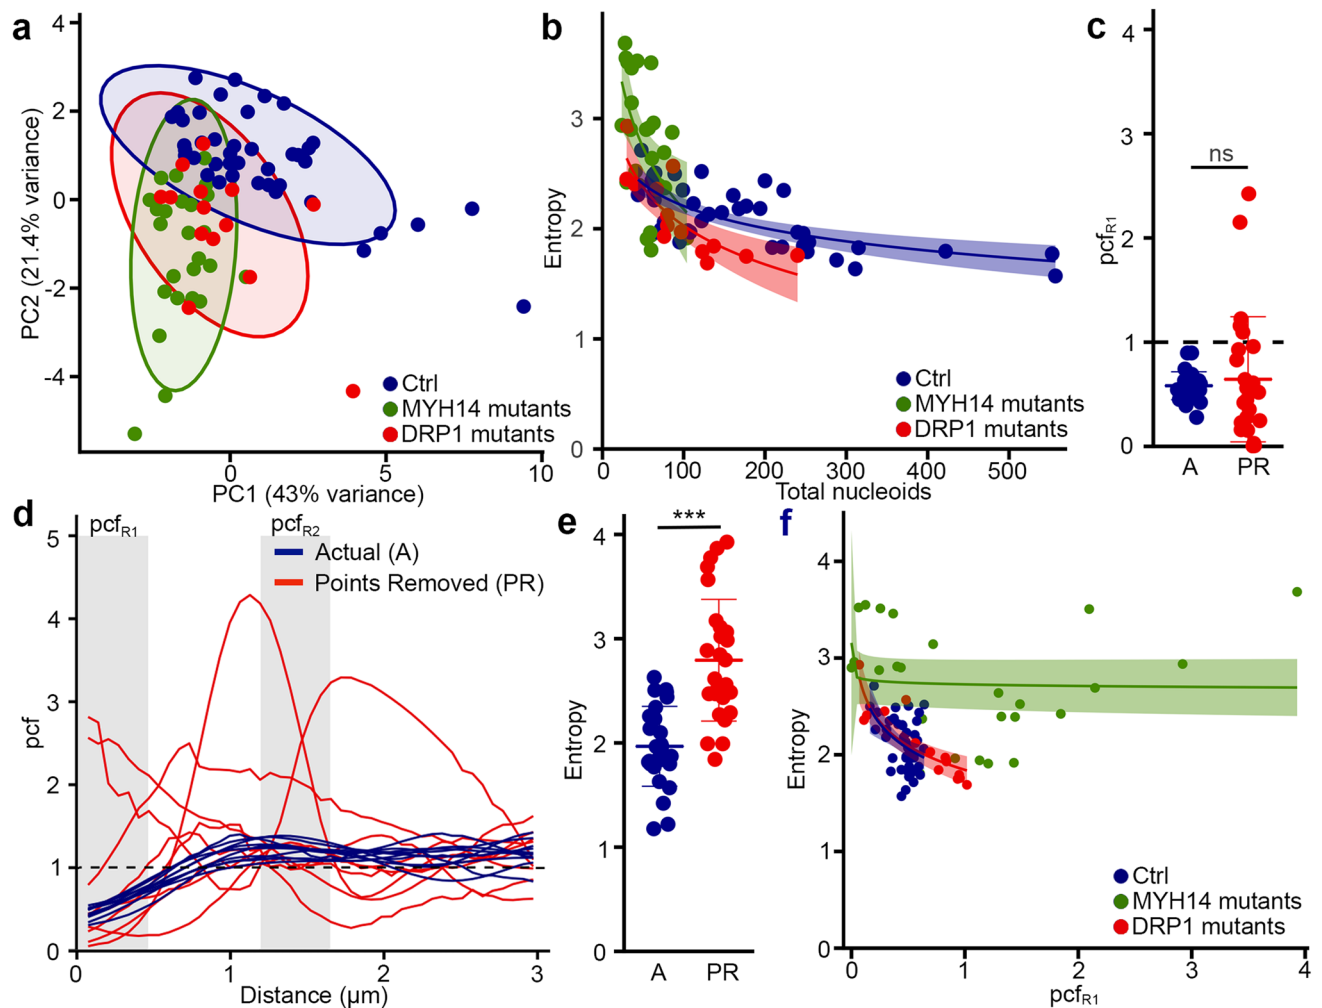 a
4
2
0
-2
-4
PC2 (21.4% variance)
0
5
10
PC1 (43% variance)
Ctrl
MYH14 mutants
DRP1 mutants
b
3
2
1
0
Entropy
0
100
200
300
400
500
Total nucleoids
Ctrl
MYH14 mutants
DRP1 mutants
c
4
3
2
1
0
pcfR1
ns
A
PR
d
pcfR1
pcfR2
5
4
3
2
1
0
pcf
Actual (A)
Points Removed (PR)
0
1
2
3
Distance (µm)
e
***
4
3
2
1
0
Entropy
A
PR
f
4
3
2
1
0
Entropy
Ctrl
MYH14 mutants
DRP1 mutants
0
1
2
3
4
pcfR1